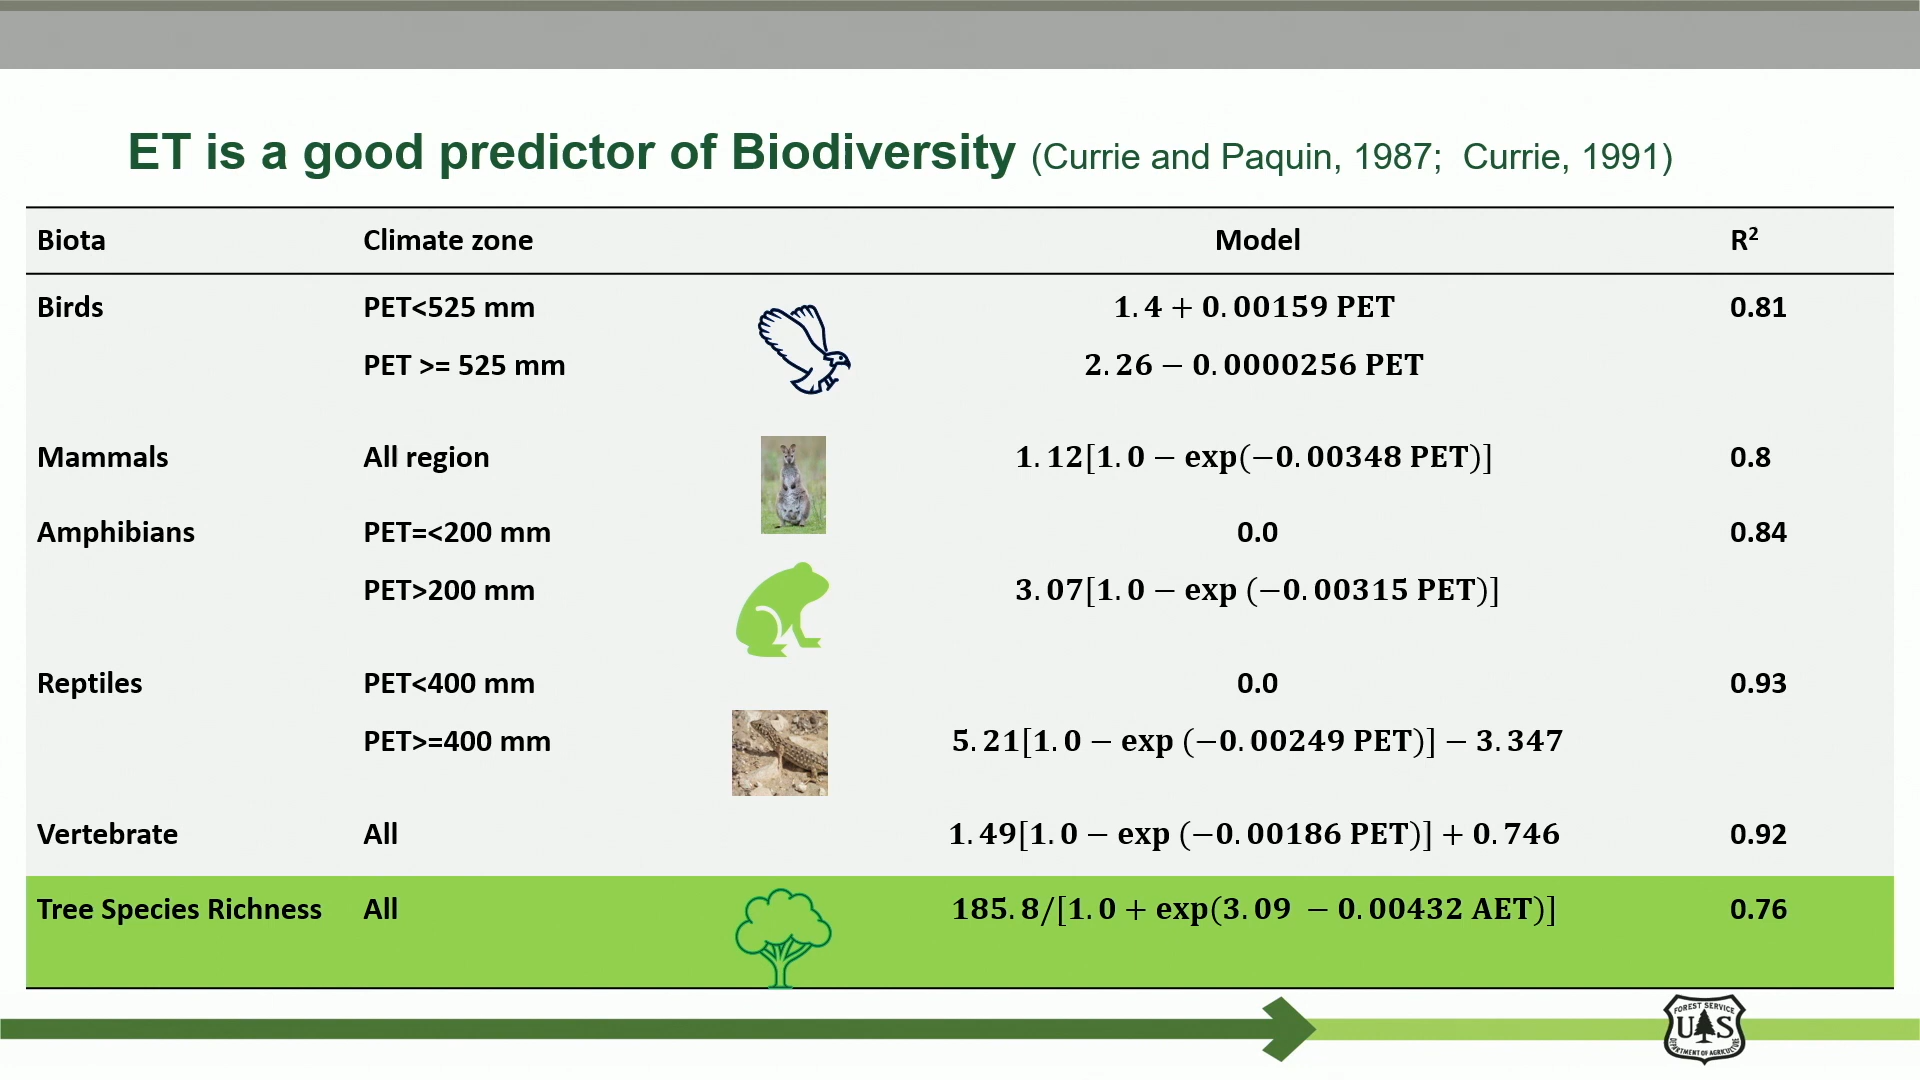 ET is a good predictor of Biodiversity (Currie and Paquin, 1987; Currie, 1991)
Biota Climate zone Model R²
Birds PET<525 mm 1.4 + 0.00159 PET 0.81
PET >= 525 mm 2.26 − 0.0000256 PET
Mammals All region 1.12[1.0 − exp(−0.00348 PET)] 0.8
Amphibians PET=<200 mm 0.0 0.84
PET>200 mm 3.07[1.0 − exp (−0.00315 PET)]
Reptiles PET<400 mm 0.0 0.93
PET>=400 mm 5.21[1.0 − exp (−0.00249 PET)] − 3.347
Vertebrate All 1.49[1.0 − exp (−0.00186 PET)] + 0.746 0.92
Tree Species Richness All 185.8/[1.0 + exp(3.09 − 0.00432 AET)] 0.76
FOREST SERVICE
U S
DEPARTMENT OF AGRICULTURE